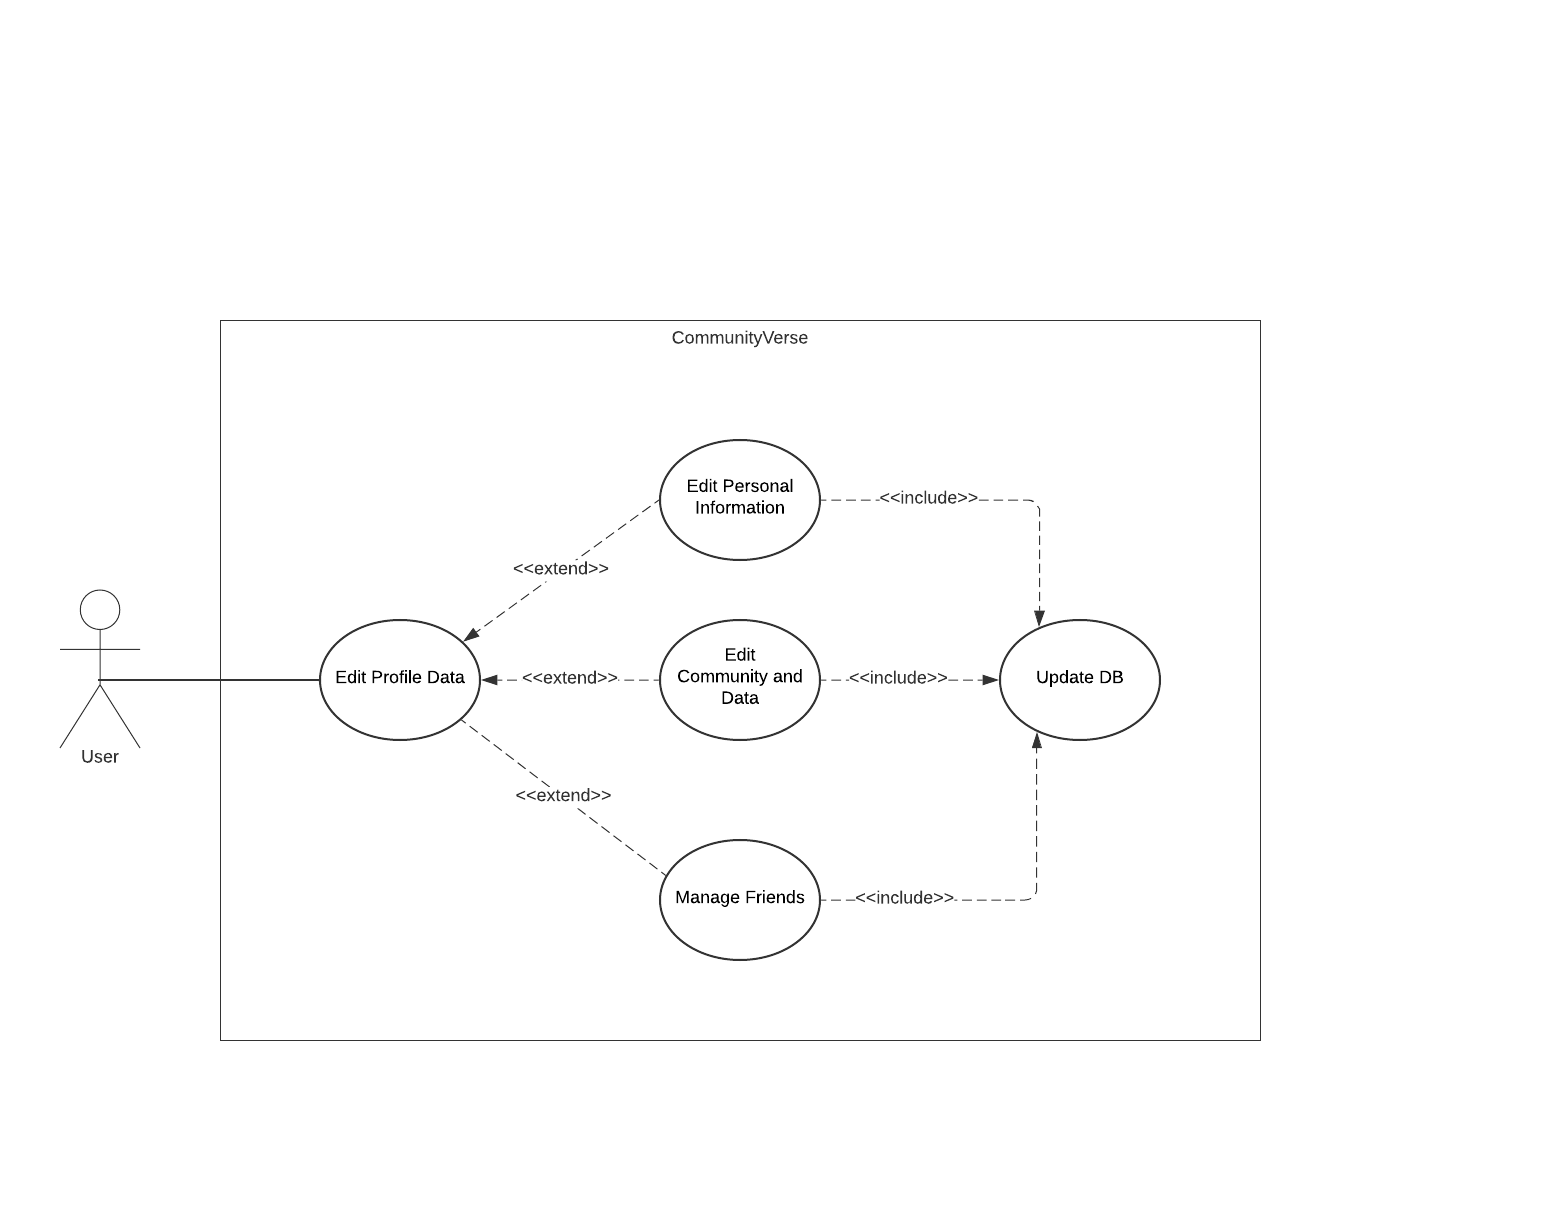 CommunityVerse
Edit Personal
Information
<<include>>
<<extend>>
User
Edit Profile Data
<<extend>>
Edit
Community and
Data
<<include>>
Update DB
<<extend>>
Manage Friends
<<include>>